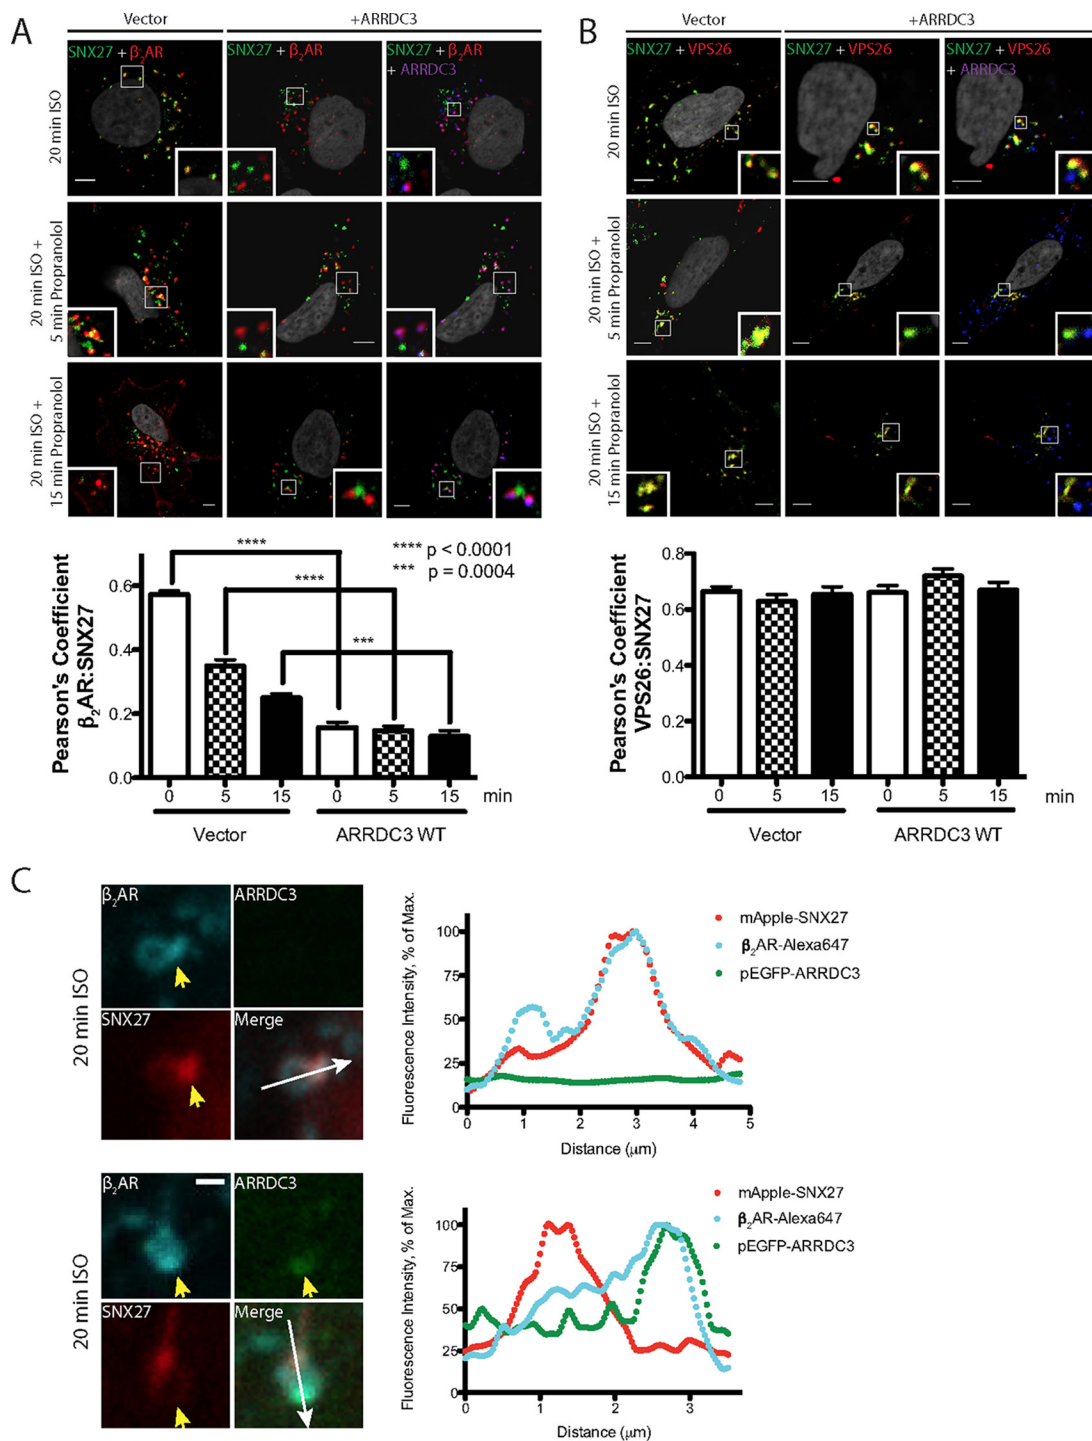 A
Vector
+ARRDC3
SNX27 + β₂AR
SNX27 + β₂AR
SNX27 + β₂AR
+ ARRDC3
20 min ISO
20 min ISO +
5 min Propranolol
20 min ISO +
15 min Propranolol
B
Vector
+ARRDC3
SNX27 + VPS26
SNX27 + VPS26
SNX27 + VPS26
+ ARRDC3
20 min ISO
20 min ISO +
5 min Propranolol
20 min ISO +
15 min Propranolol
Pearson's Coefficient
β₂AR:SNX27
0.6
0.4
0.2
0.0
****
****
***
**** p < 0.0001
*** p = 0.0004
0 5 15 0 5 15 min
Vector
ARRDC3 WT
Pearson's Coefficient
VPS26:SNX27
0.8
0.6
0.4
0.2
0.0
0 5 15 0 5 15 min
Vector
ARRDC3 WT
C
20 min ISO
β₂AR
ARRDC3
SNX27
Merge
Fluorescence Intensity, % of Max.
100
75
50
25
0
0 1 2 3 4 5
Distance (μm)
mApple-SNX27
β₂AR-Alexa647
pEGFP-ARRDC3
20 min ISO
β₂AR
ARRDC3
SNX27
Merge
Fluorescence Intensity, % of Max.
100
75
50
25
0
0 1 2 3
Distance (μm)
mApple-SNX27
β₂AR-Alexa647
pEGFP-ARRDC3